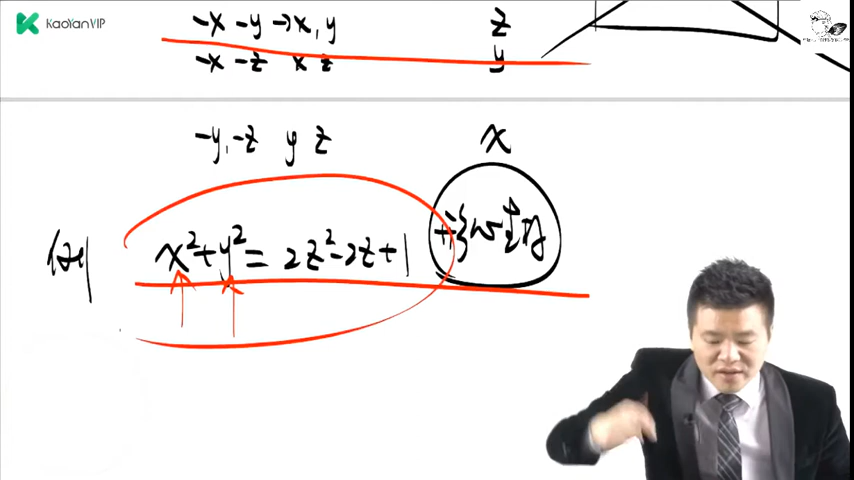 KaoYanVIP
-x -y → x, y z
-x -z x z y
-y, -z y z x
例 x²+y²=2z²-2z+1